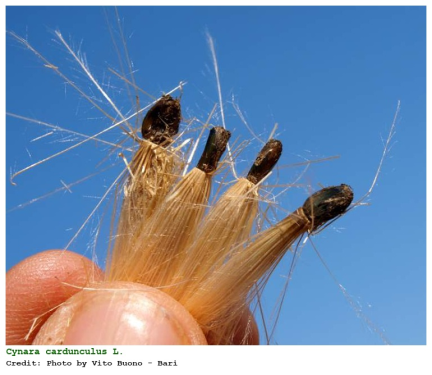 Cynara cardunculus L.
Credit: Photo by Vito Buono - Bari